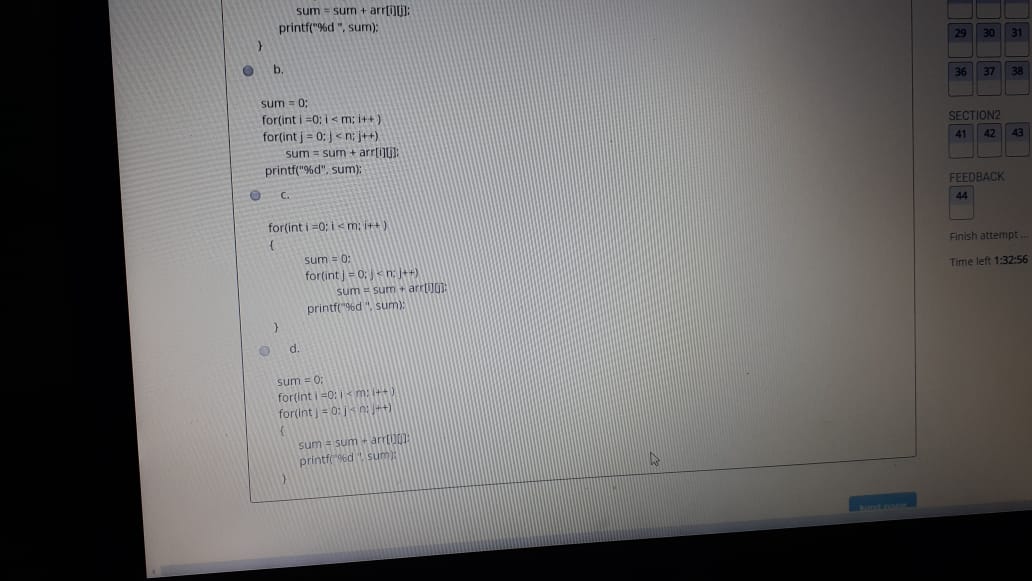 sum = sum + arr[i][j];
printf("%d ", sum);
}
b.
sum = 0;
for(int i =0; i < m; i++ )
for(int j = 0; j < n; j++)
sum = sum + arr[i][j];
printf("%d", sum);
c.
for(int i =0; i < m; i++ )
{
sum = 0;
for(int j = 0; j < n; j++)
sum = sum + arr[i][j];
printf("%d ", sum);
}
d.
sum = 0;
for(int i =0; i < m; i++ )
for(int j = 0; j < n; j++)
{
sum = sum + arr[i][j];
printf("%d ", sum);
}
29 30 31
36 37 38
SECTION2
41 42 43
FEEDBACK
44
Finish attempt ...
Time left 1:32:56
Next page